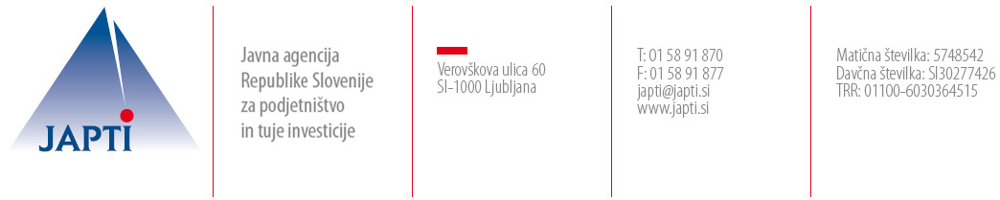 JAPTI
Javna agencija
Republike Slovenije
za podjetništvo
in tuje investicije
Verovškova ulica 60
SI-1000 Ljubljana
T: 01 58 91 870
F: 01 58 91 877
japti@japti.si
www.japti.si
Matična številka: 5748542
Davčna številka: SI30277426
TRR: 01100-6030364515